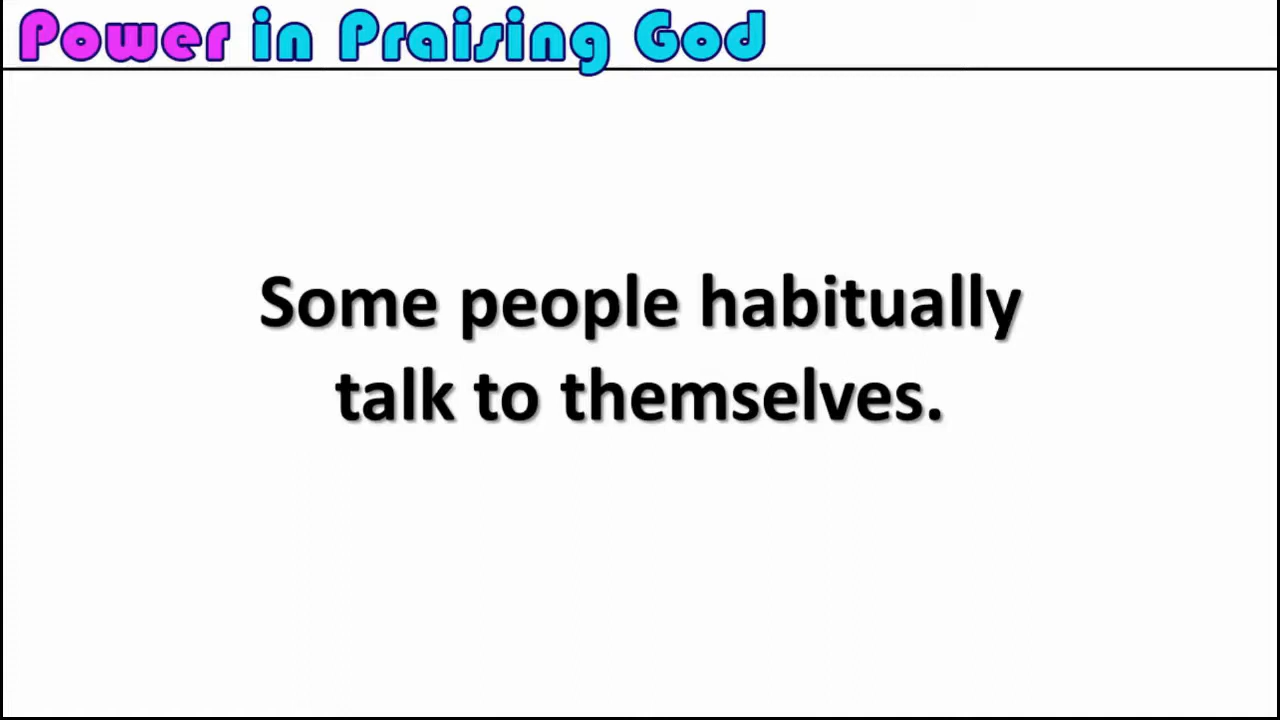 Power in Praising God
Some people habitually
talk to themselves.